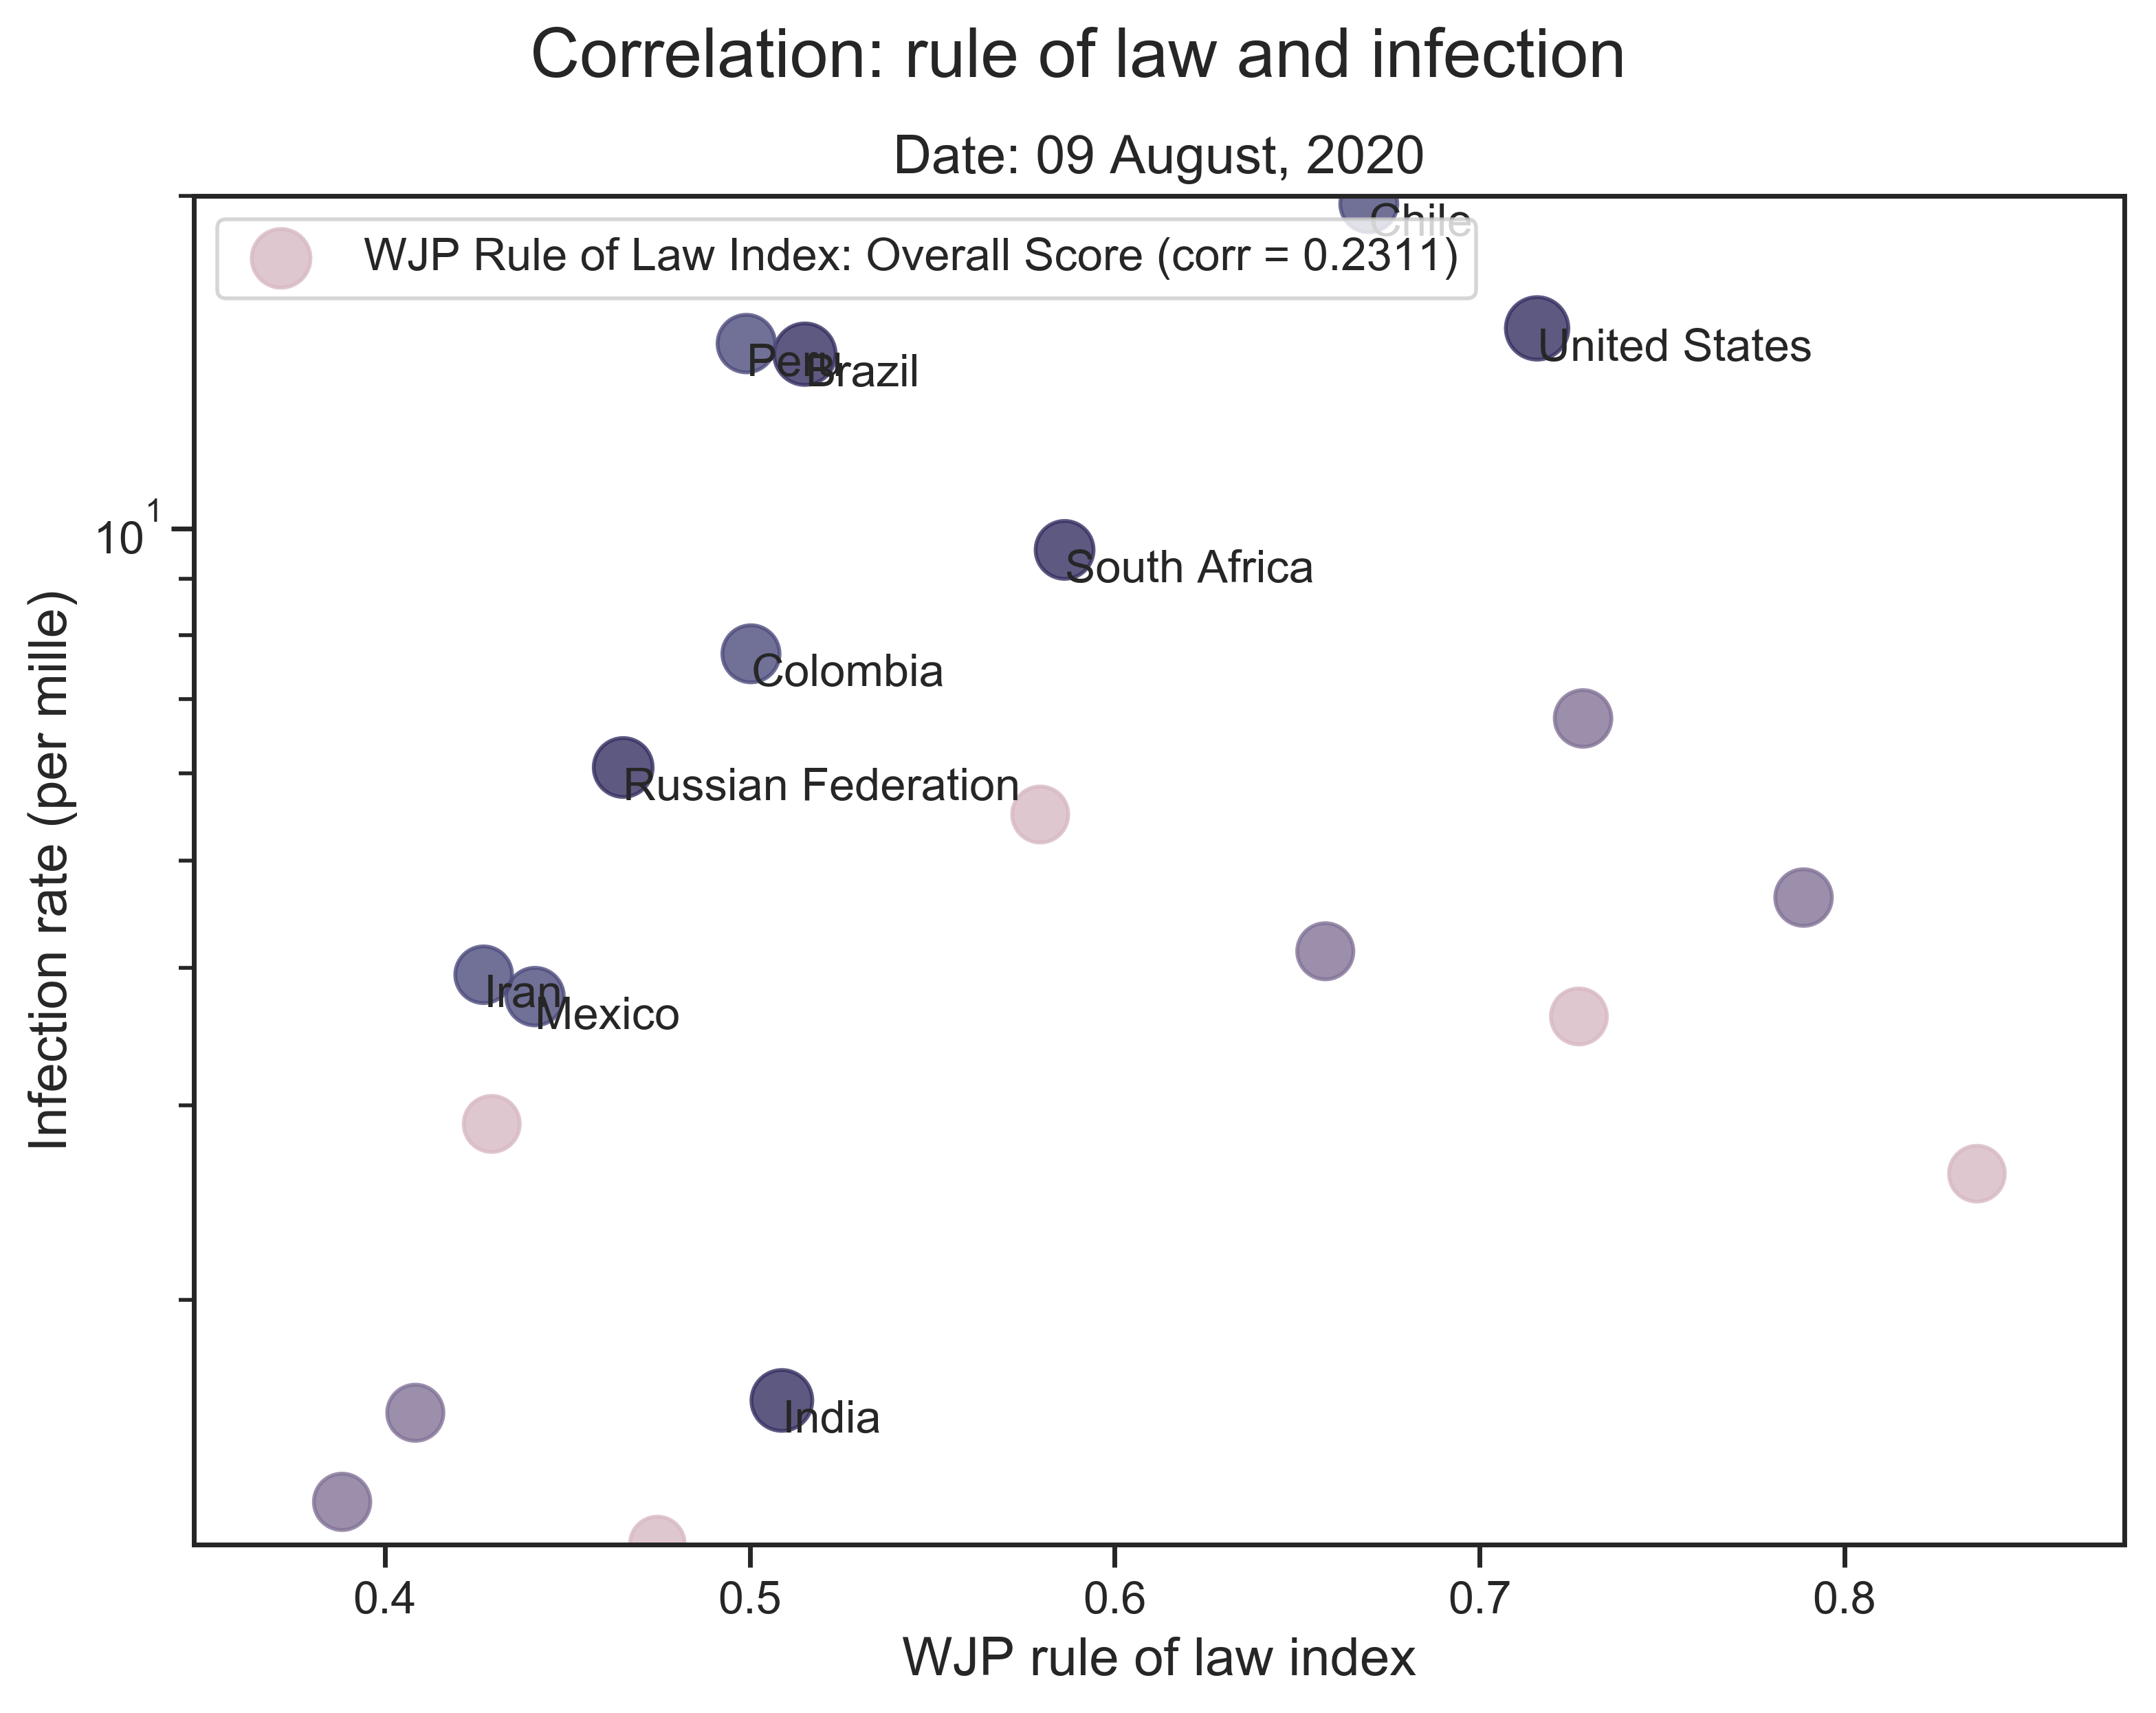 Correlation: rule of law and infection
Date: 09 August, 2020
Chile
WJP Rule of Law Index: Overall Score (corr = 0.2311)
United States
Peru
Brazil
10^1
South Africa
Colombia
Russian Federation
Iran
Mexico
India
Infection rate (per mille)
0.4 0.5 0.6 0.7 0.8
WJP rule of law index